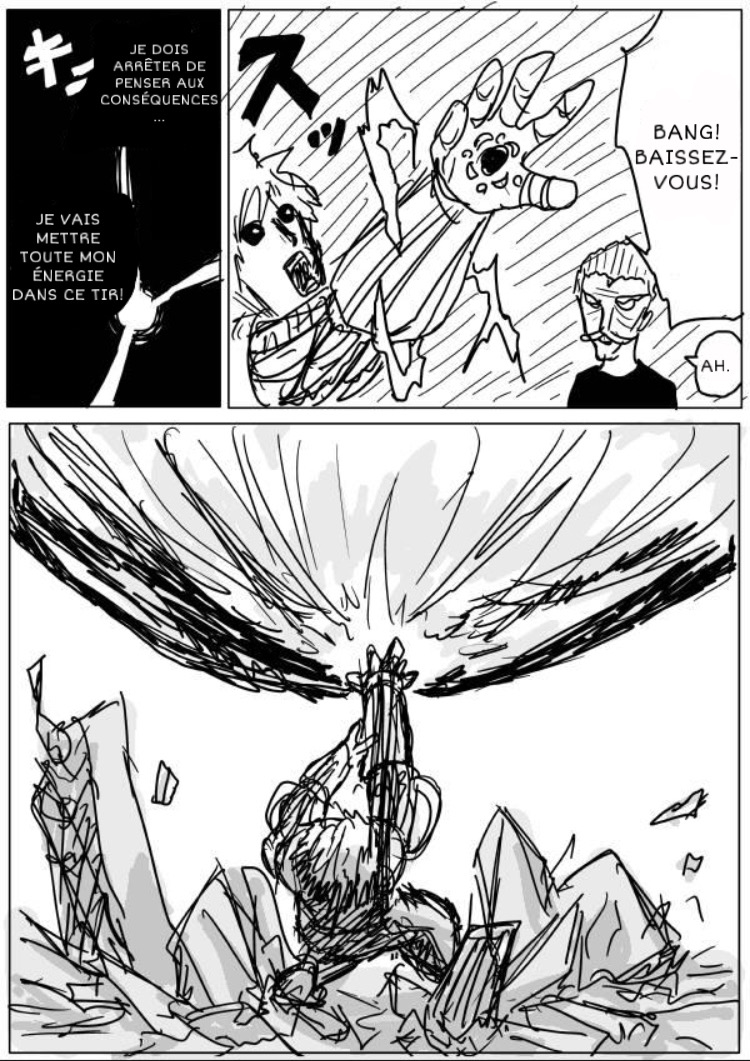 JE DOIS
ARRÊTER DE
PENSER AUX
CONSÉQUENCES
...
キン
JE VAIS
METTRE
TOUTE MON
ÉNERGIE
DANS CE TIR!
スッ
BANG!
BAISSEZ-
VOUS!
AH.